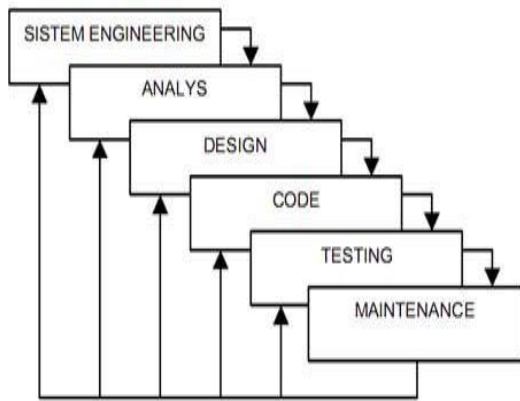 SISTEM ENGINEERING
ANALYS
DESIGN
CODE
TESTING
MAINTENANCE